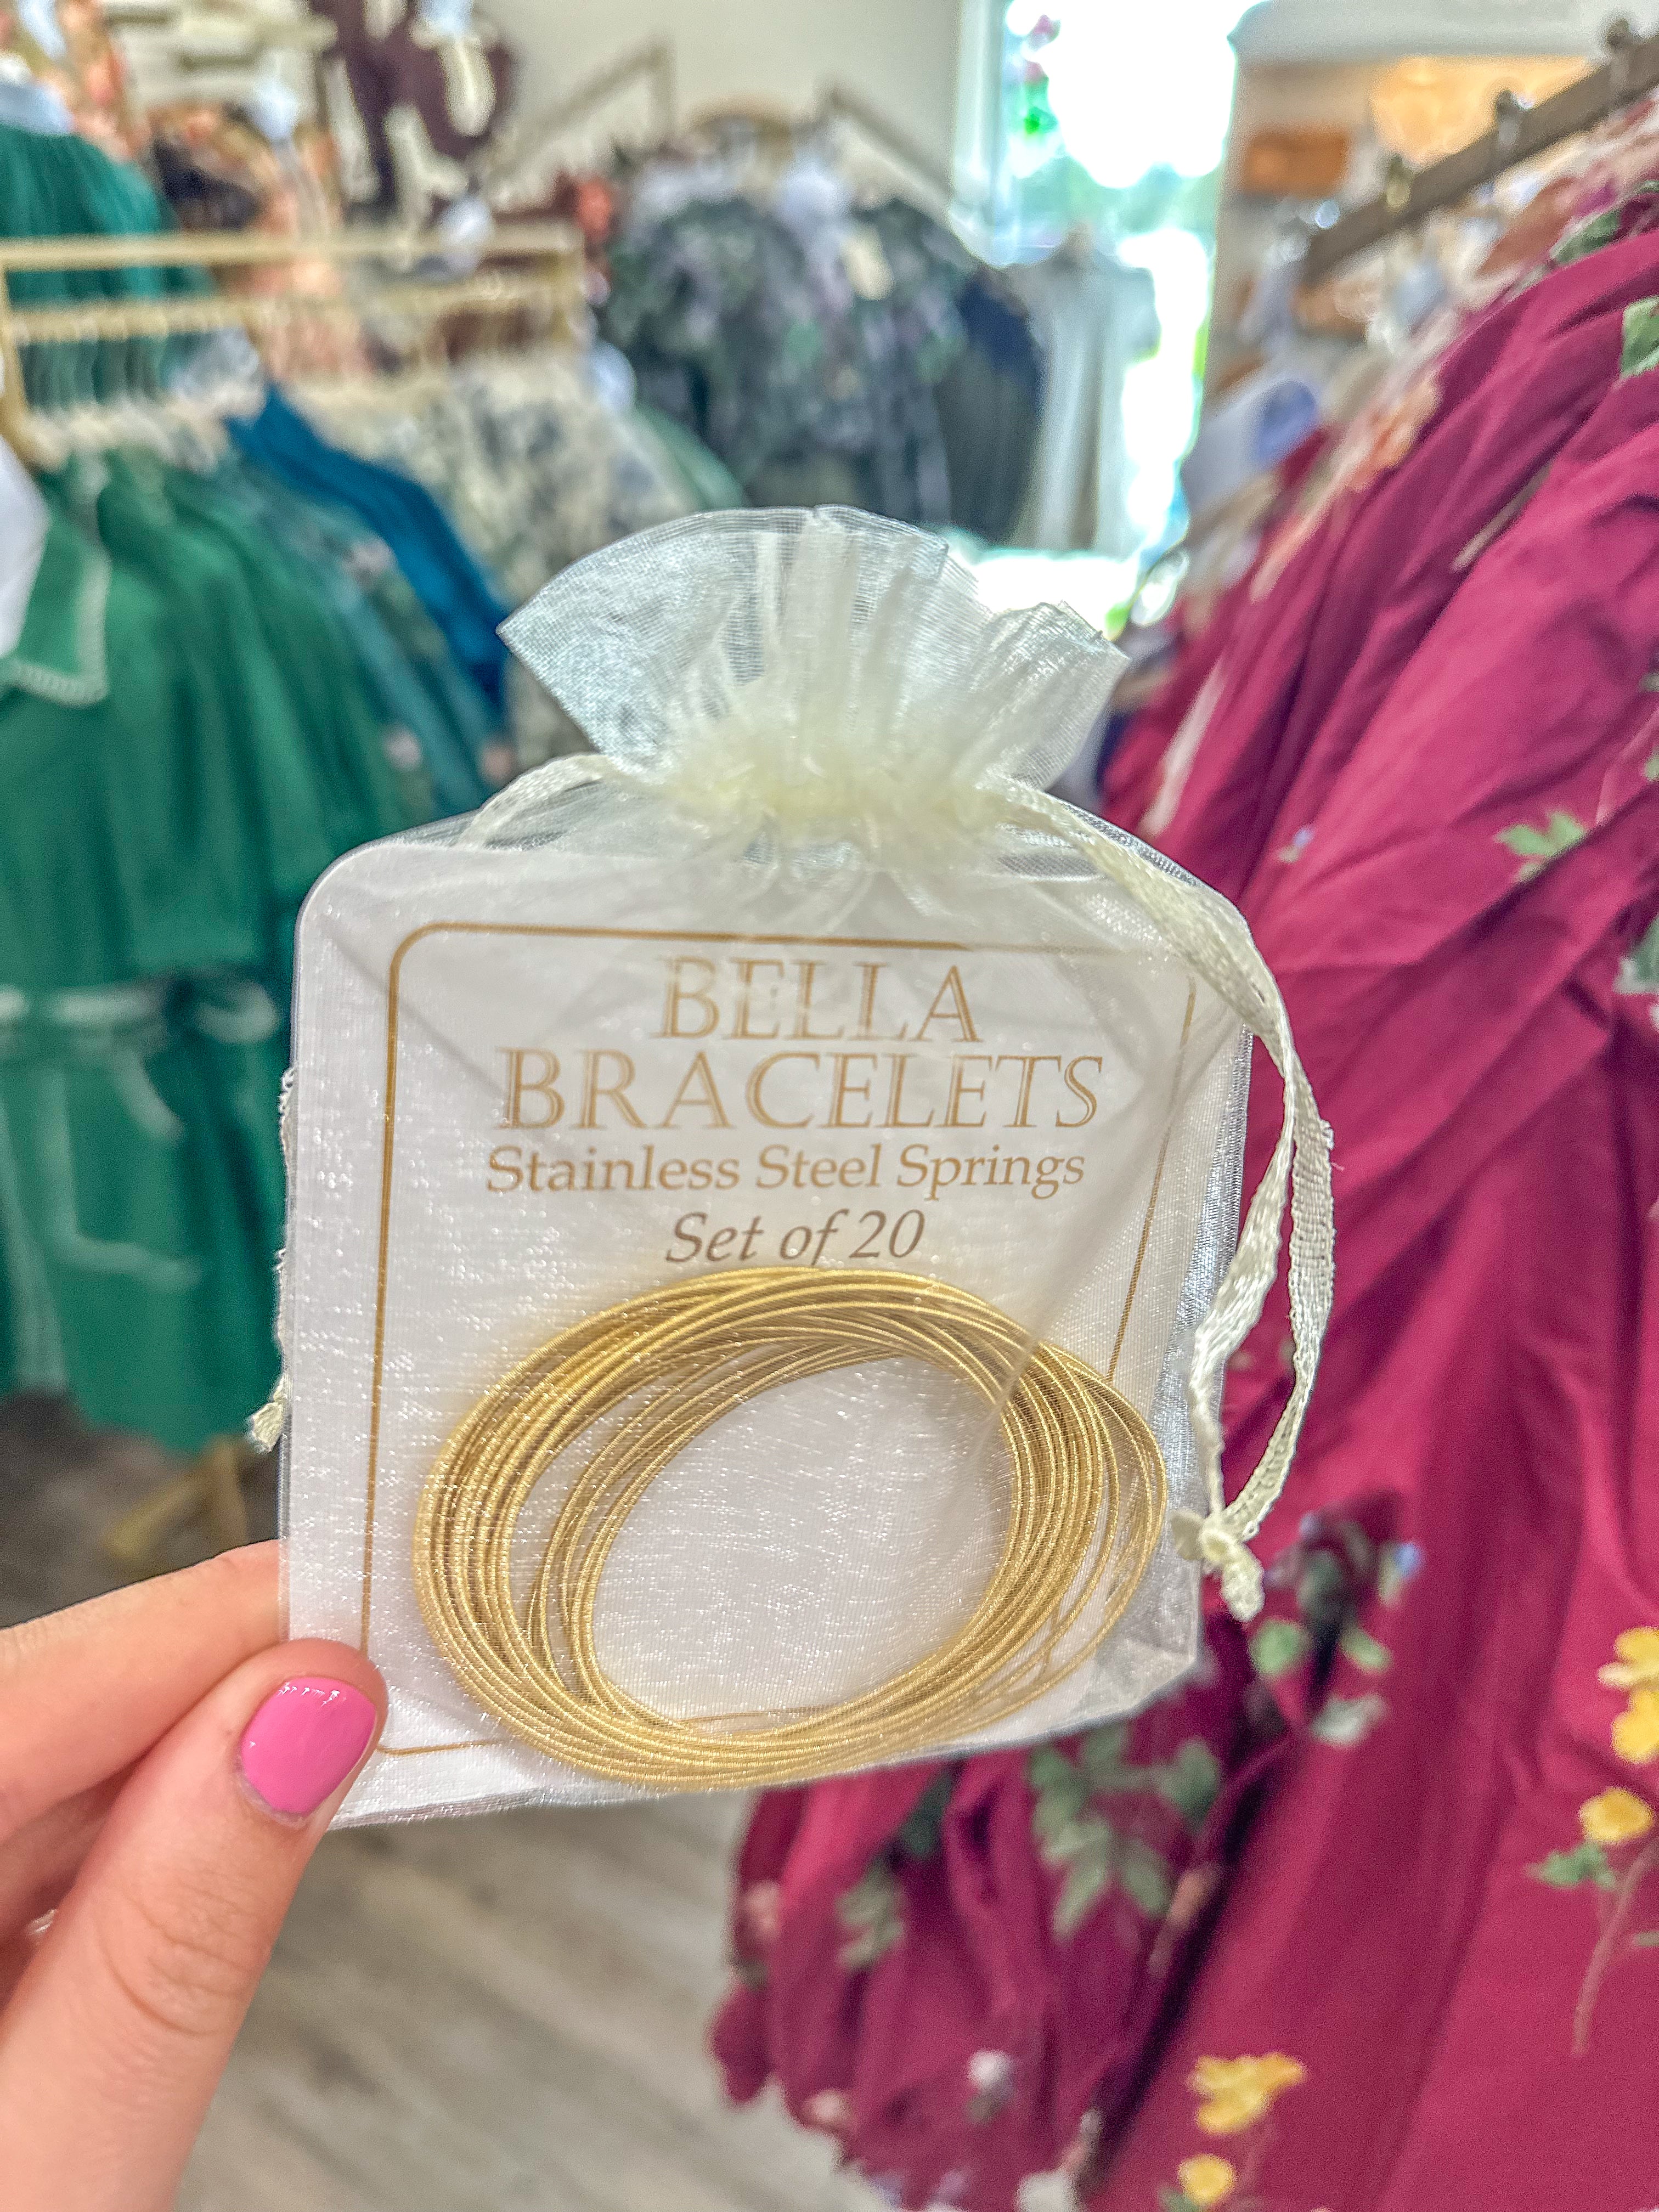 BELLA
BRACELETS
Stainless Steel Springs
Set of 20